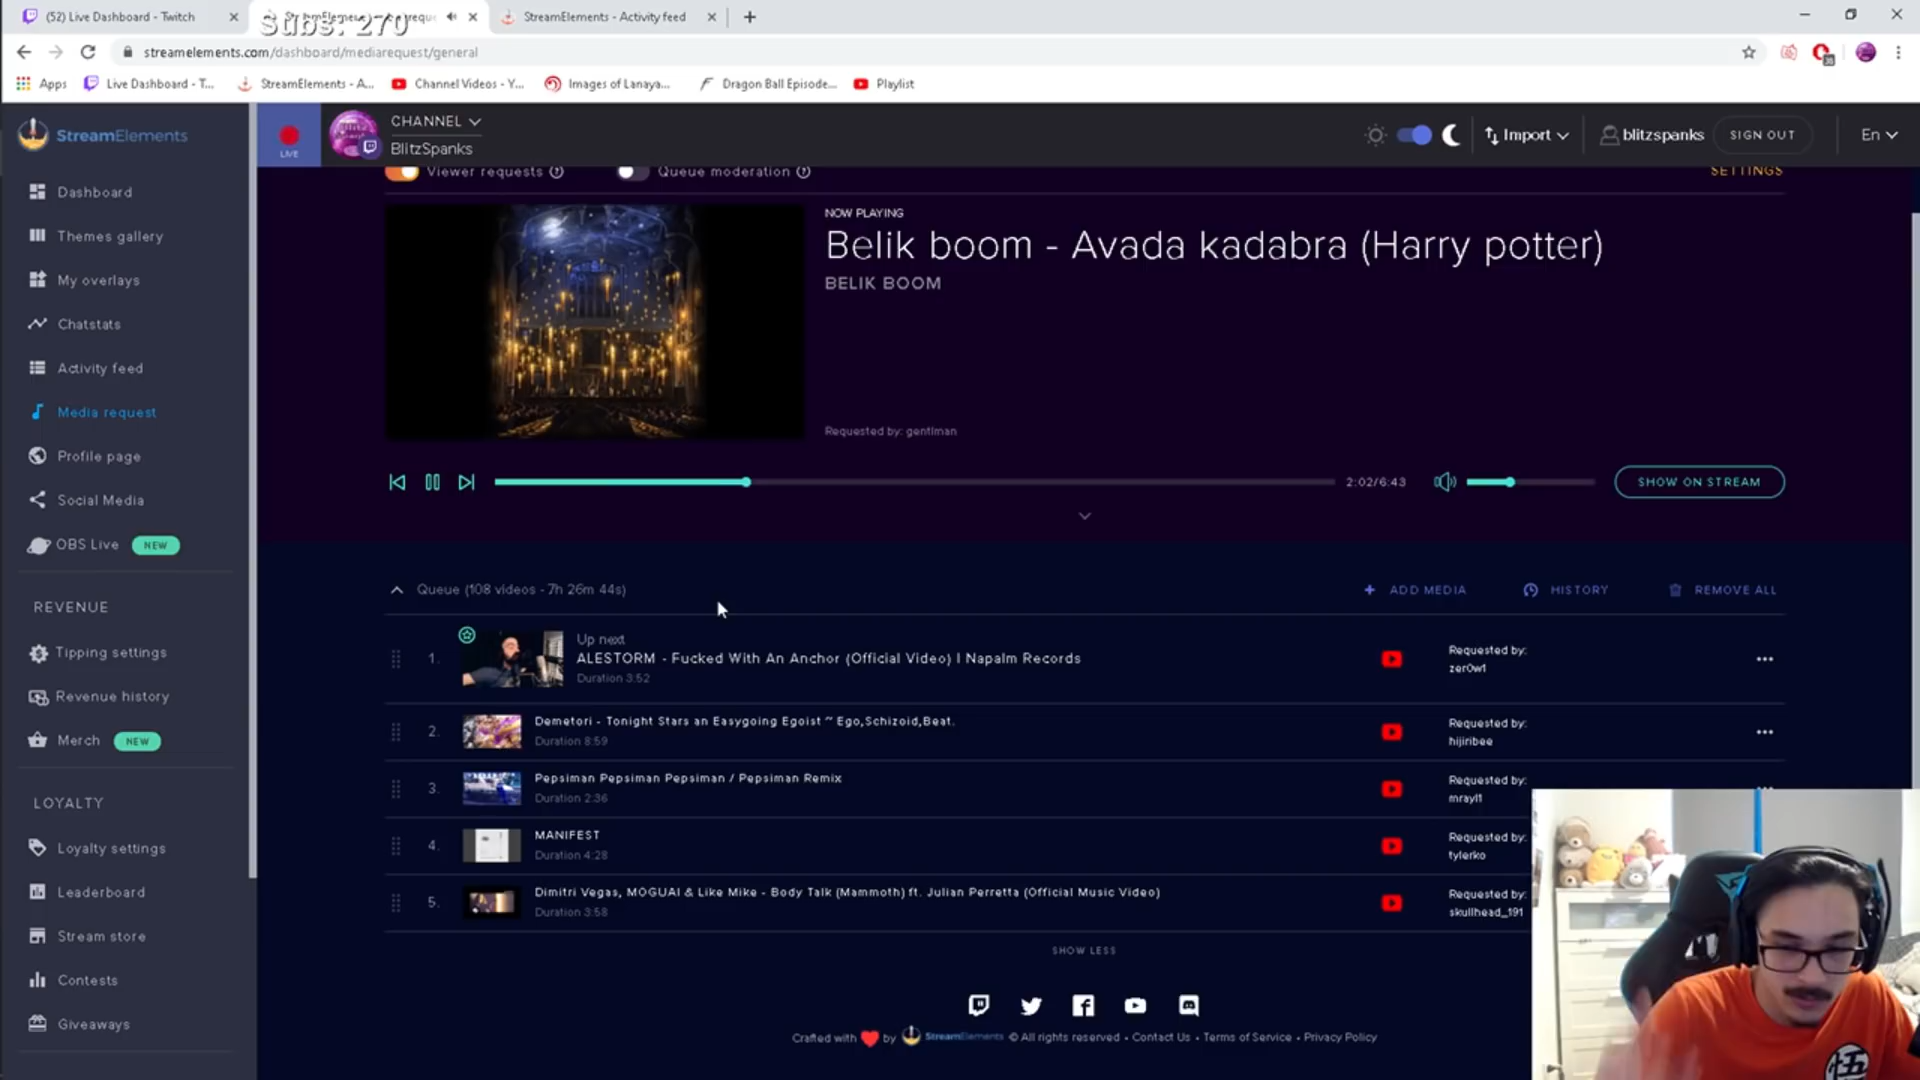 (52) Live Dashboard - Twitch
Subs: 270
StreamElements - Activity feed
streamelements.com/dashboard/mediarequest/general
Apps
Live Dashboard - T...
StreamElements - A...
Channel Videos - Y...
Images of Lanaya...
Dragon Ball Episode...
Playlist
StreamElements
LIVE
CHANNEL
BlitzSpanks
Import
blitzspanks
SIGN OUT
En
Dashboard
Themes gallery
My overlays
Chatstats
Activity feed
Media request
Profile page
Social Media
OBS Live NEW
REVENUE
Tipping settings
Revenue history
Merch NEW
LOYALTY
Loyalty settings
Leaderboard
Stream store
Contests
Giveaways
Viewer requests
Queue moderation
SETTINGS
NOW PLAYING
Belik boom - Avada kadabra (Harry potter)
BELIK BOOM
Requested by: gentlman
2:02/6:43
SHOW ON STREAM
Queue (108 videos - 7h 26m 44s)
ADD MEDIA
HISTORY
REMOVE ALL
1.
Up next
ALESTORM - Fucked With An Anchor (Official Video) | Napalm Records
Duration 3:52
Requested by:
zer0w1
2.
Demetori - Tonight Stars an Easygoing Egoist ~ Ego,Schizoid,Beat.
Duration 8:59
Requested by:
hijiribee
3.
Pepsiman Pepsiman Pepsiman / Pepsiman Remix
Duration 2:36
Requested by:
mrayl1
4.
MANIFEST
Duration 4:28
Requested by:
tylerko
5.
Dimitri Vegas, MOGUAI & Like Mike - Body Talk (Mammoth) ft. Julian Perretta (Official Music Video)
Duration 3:58
Requested by:
skullhead_191
SHOW LESS
Crafted with by StreamElements © All rights reserved • Contact Us • Terms of Service • Privacy Policy